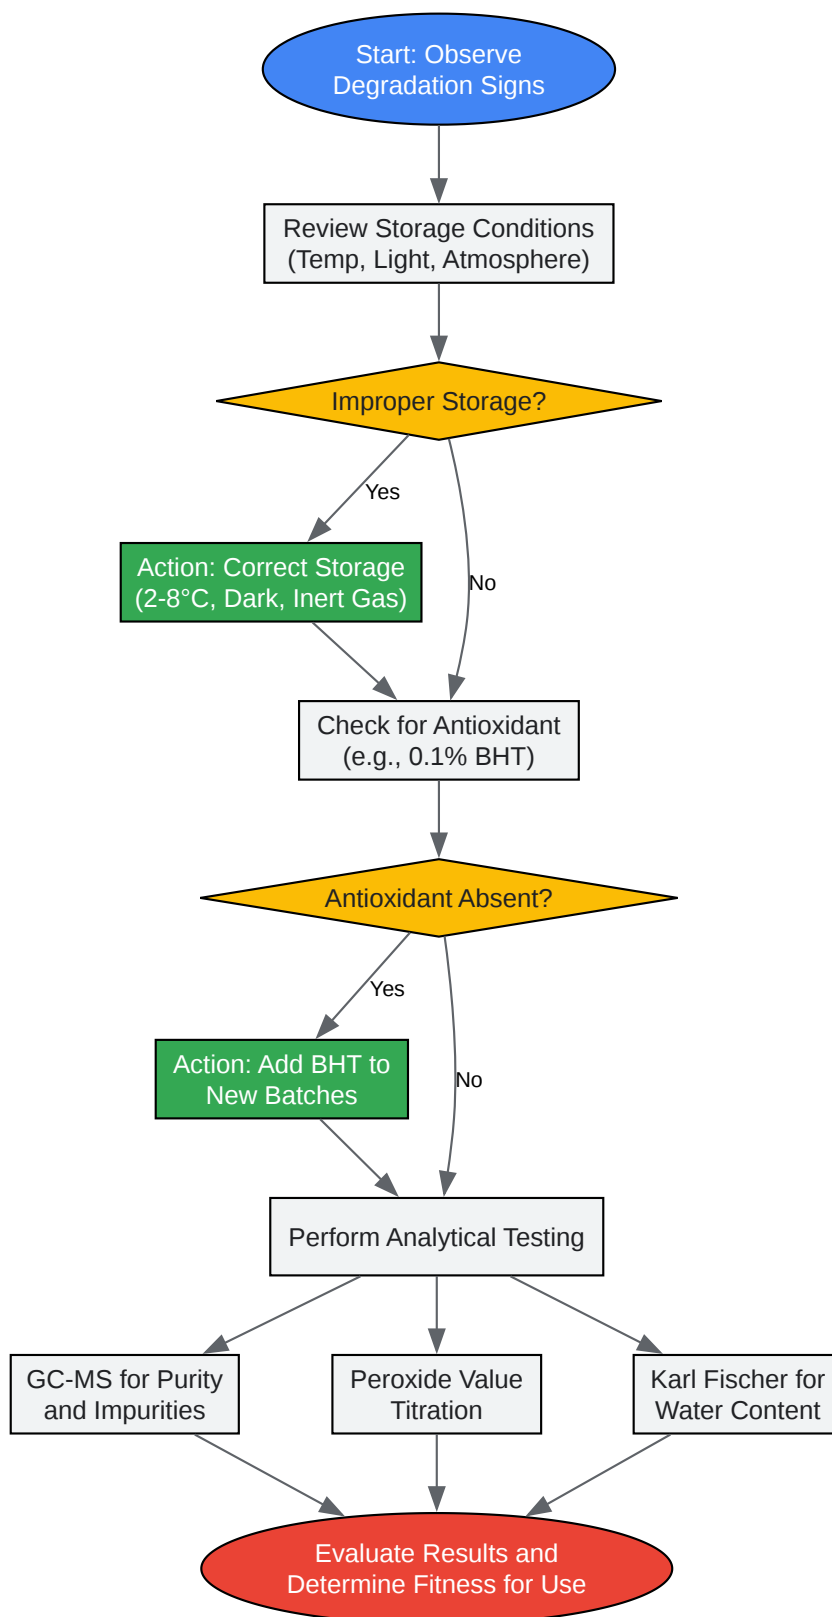 Start: Observe
Degradation Signs
Review Storage Conditions
(Temp, Light, Atmosphere)
Improper Storage?
Yes
Action: Correct Storage
(2-8°C, Dark, Inert Gas)
No
Check for Antioxidant
(e.g., 0.1% BHT)
Antioxidant Absent?
Yes
Action: Add BHT to
New Batches
No
Perform Analytical Testing
GC-MS for Purity
and Impurities
Peroxide Value
Titration
Karl Fischer for
Water Content
Evaluate Results and
Determine Fitness for Use